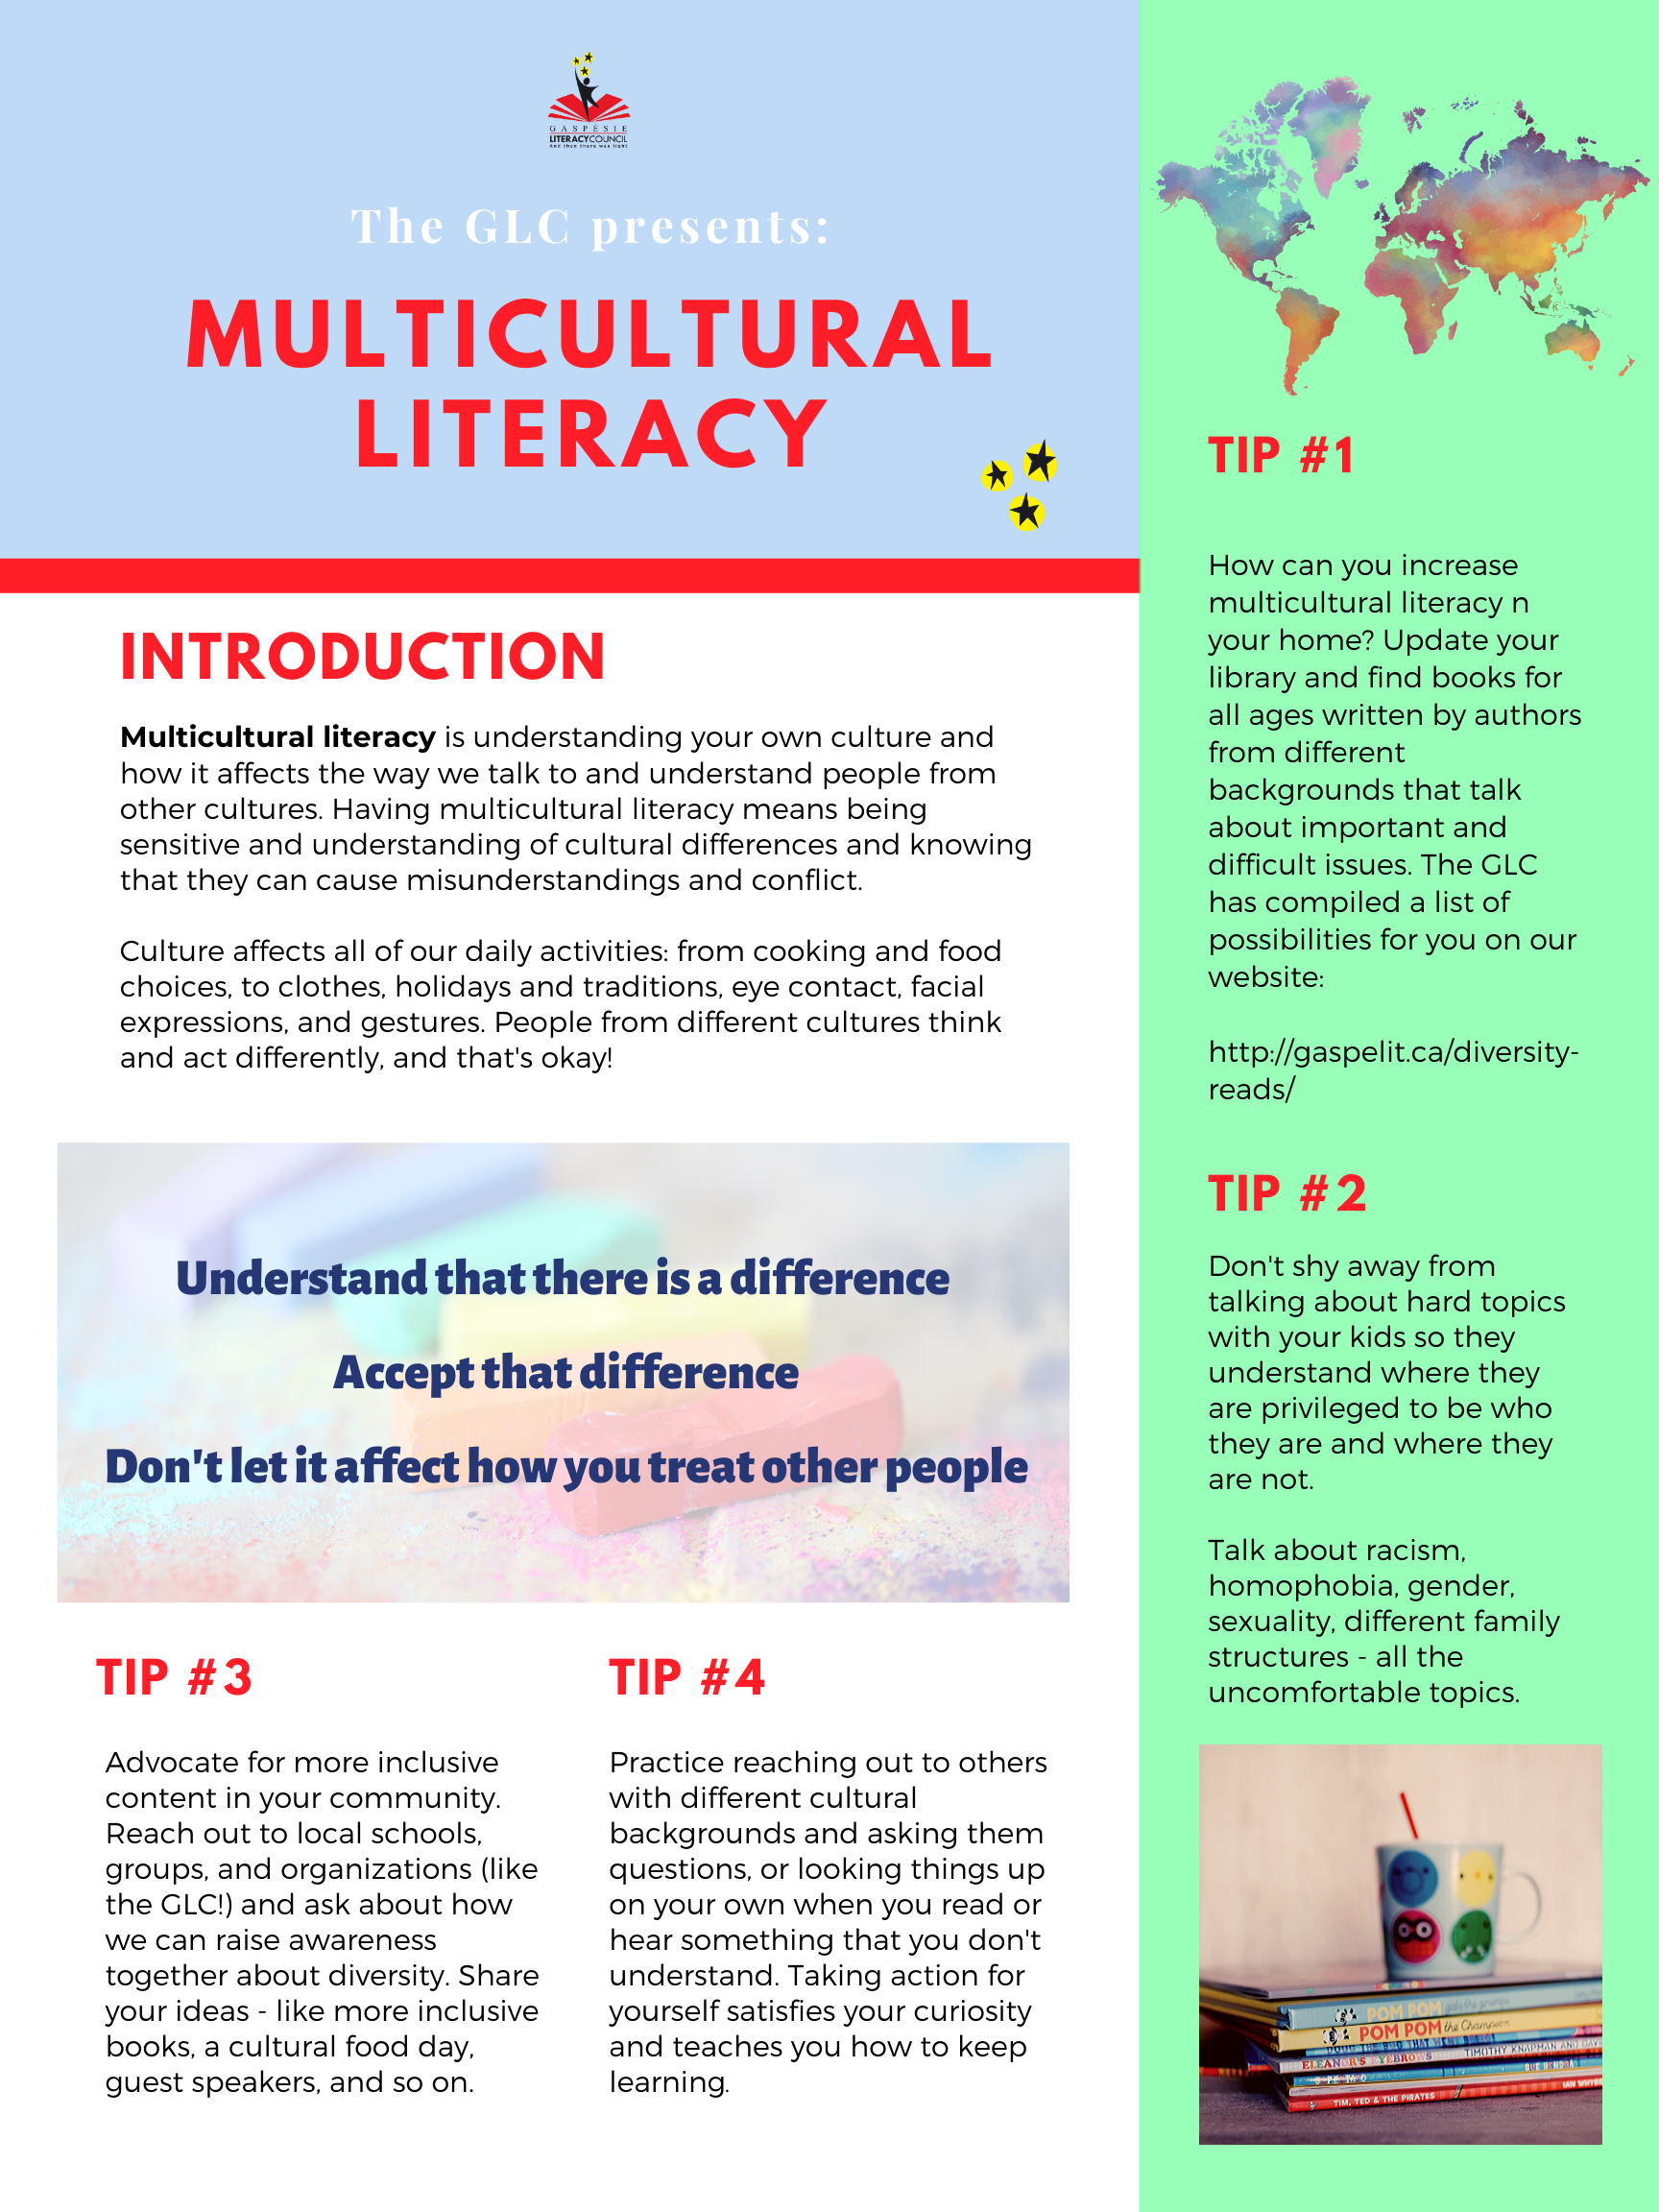 GASPÉSIE
LITERACYCOUNCIL
And then there was light
The GLC presents:
MULTICULTURAL
LITERACY
INTRODUCTION
Multicultural literacy is understanding your own culture and
how it affects the way we talk to and understand people from
other cultures. Having multicultural literacy means being
sensitive and understanding of cultural differences and knowing
that they can cause misunderstandings and conflict.
Culture affects all of our daily activities: from cooking and food
choices, to clothes, holidays and traditions, eye contact, facial
expressions, and gestures. People from different cultures think
and act differently, and that's okay!
Understand that there is a difference
Accept that difference
Don't let it affect how you treat other people
TIP #1
How can you increase
multicultural literacy n
your home? Update your
library and find books for
all ages written by authors
from different
backgrounds that talk
about important and
difficult issues. The GLC
has compiled a list of
possibilities for you on our
website:
http://gaspelit.ca/diversity-
reads/
TIP #2
Don't shy away from
talking about hard topics
with your kids so they
understand where they
are privileged to be who
they are and where they
are not.
Talk about racism,
homophobia, gender,
sexuality, different family
structures - all the
uncomfortable topics.
TIP #3
Advocate for more inclusive
content in your community.
Reach out to local schools,
groups, and organizations (like
the GLC!) and ask about how
we can raise awareness
together about diversity. Share
your ideas - like more inclusive
books, a cultural food day,
guest speakers, and so on.
TIP #4
Practice reaching out to others
with different cultural
backgrounds and asking them
questions, or looking things up
on your own when you read or
hear something that you don't
understand. Taking action for
yourself satisfies your curiosity
and teaches you how to keep
learning.
POM POM gets the grumps
POM POM the Champion
ELEANOR'S EYEBROWS TIMOTHY KNAPMAN AND
TIM, TED & THE PIRATES IAN WHYB